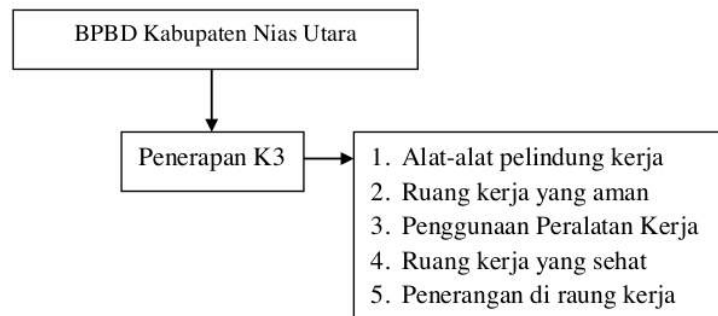 BPBD Kabupaten Nias Utara
Penerapan K3
1. Alat-alat pelindung kerja
2. Ruang kerja yang aman
3. Penggunaan Peralatan Kerja
4. Ruang kerja yang sehat
5. Penerangan di raung kerja